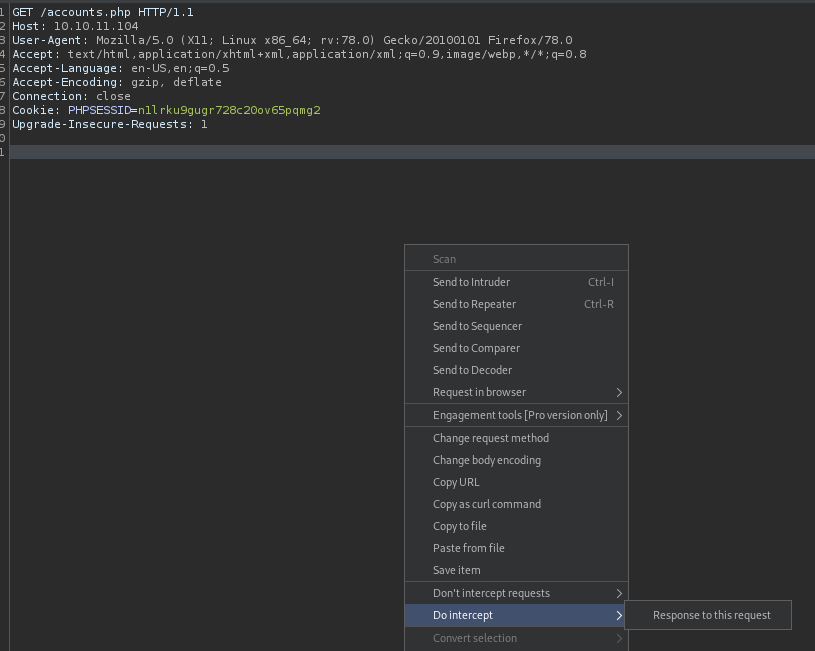 1 GET /accounts.php HTTP/1.1
2 Host: 10.10.11.104
3 User-Agent: Mozilla/5.0 (X11; Linux x86_64; rv:78.0) Gecko/20100101 Firefox/78.0
4 Accept: text/html,application/xhtml+xml,application/xml;q=0.9,image/webp,*/*;q=0.8
5 Accept-Language: en-US,en;q=0.5
6 Accept-Encoding: gzip, deflate
7 Connection: close
8 Cookie: PHPSESSID=n1lrku9gugr728c20ov65pqmg2
9 Upgrade-Insecure-Requests: 1
0
1
Scan
Send to Intruder Ctrl-I
Send to Repeater Ctrl-R
Send to Sequencer
Send to Comparer
Send to Decoder
Request in browser
Engagement tools [Pro version only]
Change request method
Change body encoding
Copy URL
Copy as curl command
Copy to file
Paste from file
Save item
Don't intercept requests
Do intercept
Response to this request
Convert selection